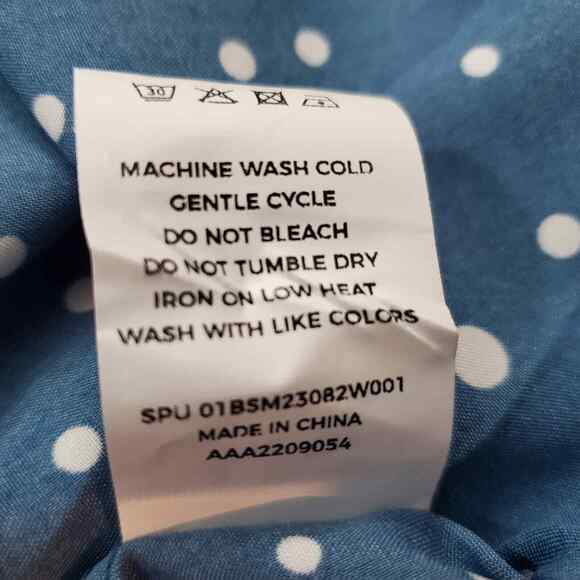 30
MACHINE WASH COLD
GENTLE CYCLE
DO NOT BLEACH
DO NOT TUMBLE DRY
IRON ON LOW HEAT
WASH WITH LIKE COLORS
SPU 01BSM23082W001
MADE IN CHINA
AAA2209054